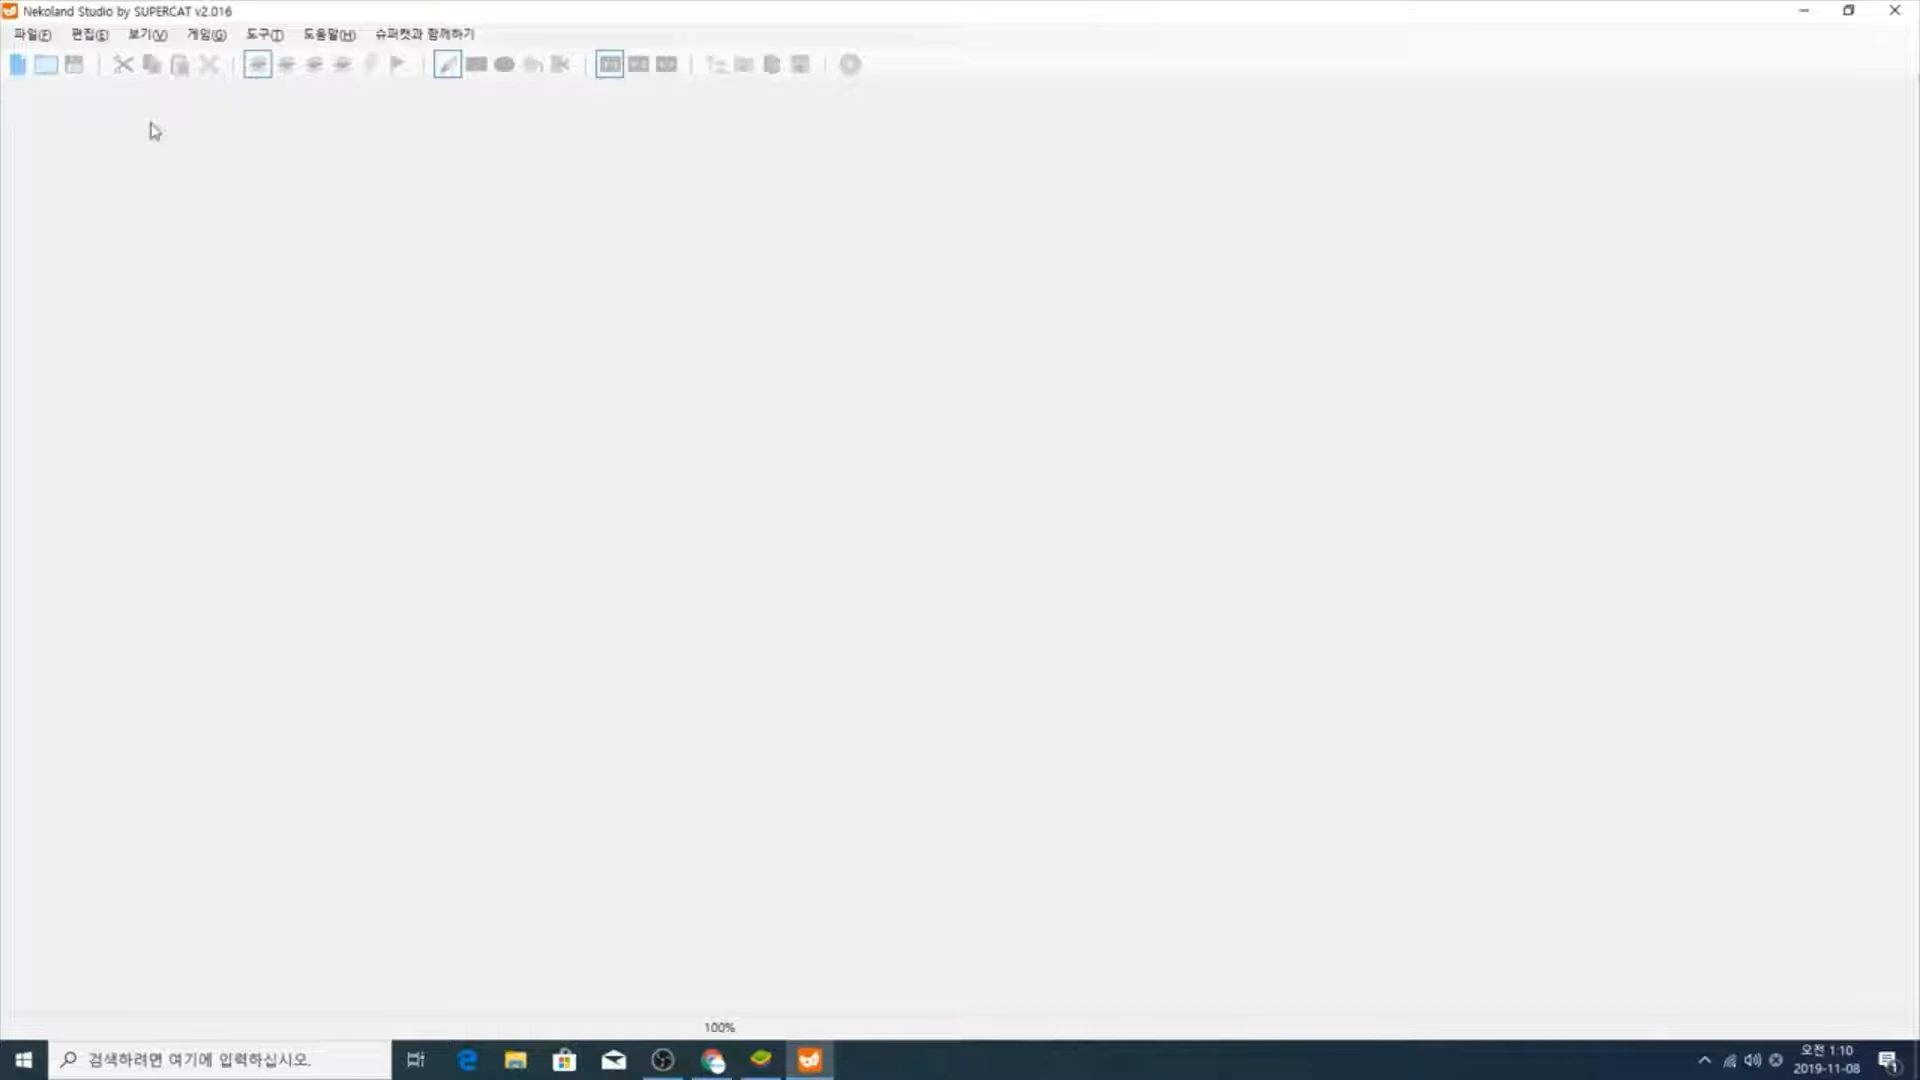 Nekoland Studio by SUPERCAT v2.016
파일(F) 편집(E) 보기(V) 게임(G) 도구(T) 도움말(H) 슈퍼캣과 함께하기
100%
검색하려면 여기에 입력하십시오.
오전 1:10
2019-11-08
1